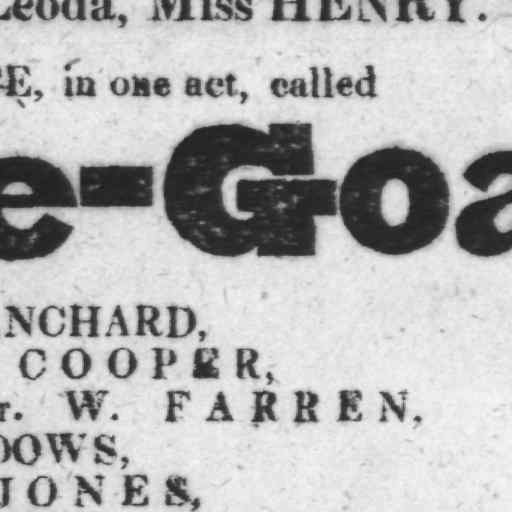 Leoda, Miss HENRY.
E, in one act, called
e-Goa
NCHARD,
COOPER,
r. W. FARREN,
DOWS,
JONES,